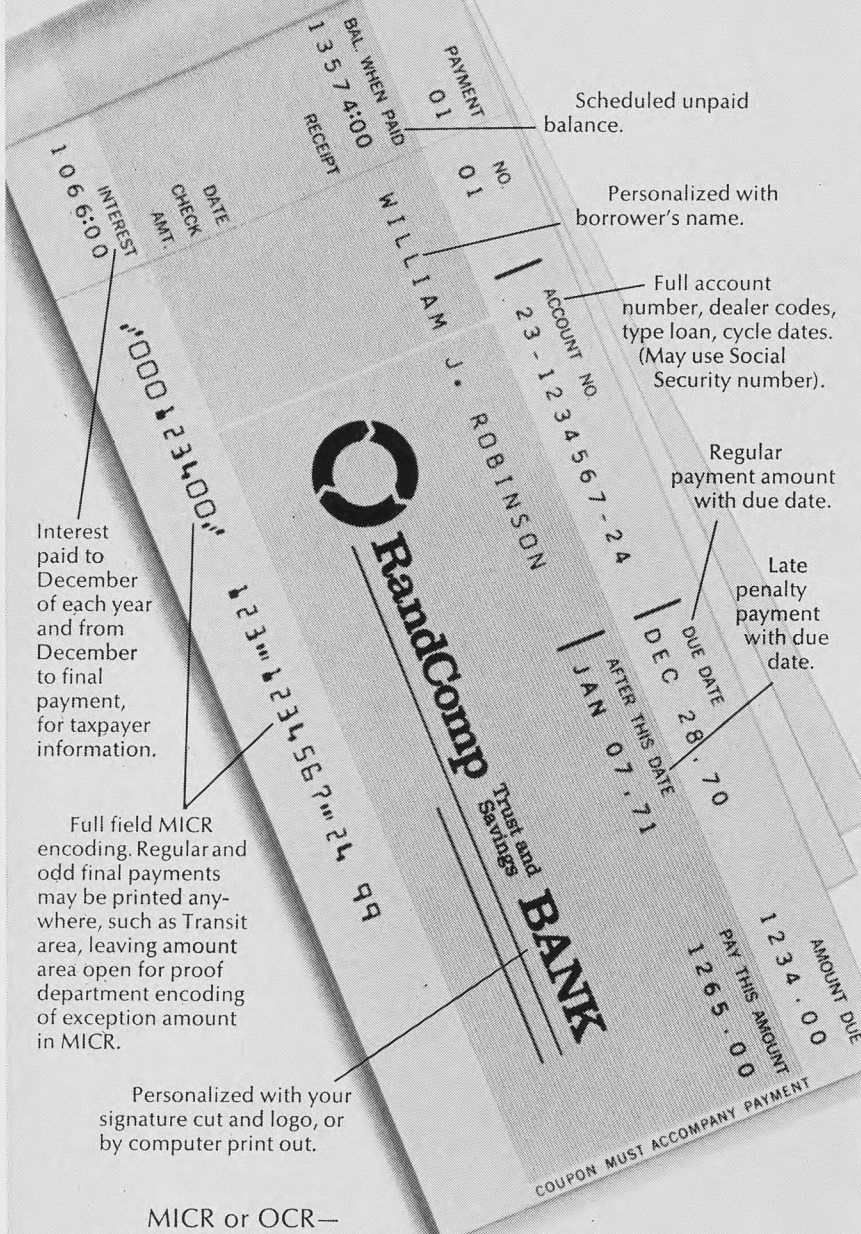 PAYMENT
01
NO.
01
BAL. WHEN PAID
13574:00
RECEIPT
DATE
CHECK
AMT.
INTEREST
1066:00
ACCOUNT NO.
23-1234567-24
DUE DATE
DEC 28,70
AMOUNT DUE
1234.00
WILLIAM J. ROBINSON
AFTER THIS DATE
JAN 07,71
PAY THIS AMOUNT
1265.00
RandComp
Trust and
Savings
BANK
⑈000123400⑈ 123⑈1234567⑈24 99
COUPON MUST ACCOMPANY PAYMENT
Scheduled unpaid
balance.
Personalized with
borrower's name.
Full account
number, dealer codes,
type loan, cycle dates.
(May use Social
Security number).
Regular
payment amount
with due date.
Late
penalty
payment
with due
date.
Interest
paid to
December
of each year
and from
December
to final
payment,
for taxpayer
information.
Full field MICR
encoding. Regular and
odd final payments
may be printed any-
where, such as Transit
area, leaving amount
area open for proof
department encoding
of exception amount
in MICR.
Personalized with your
signature cut and logo, or
by computer print out.
MICR or OCR—